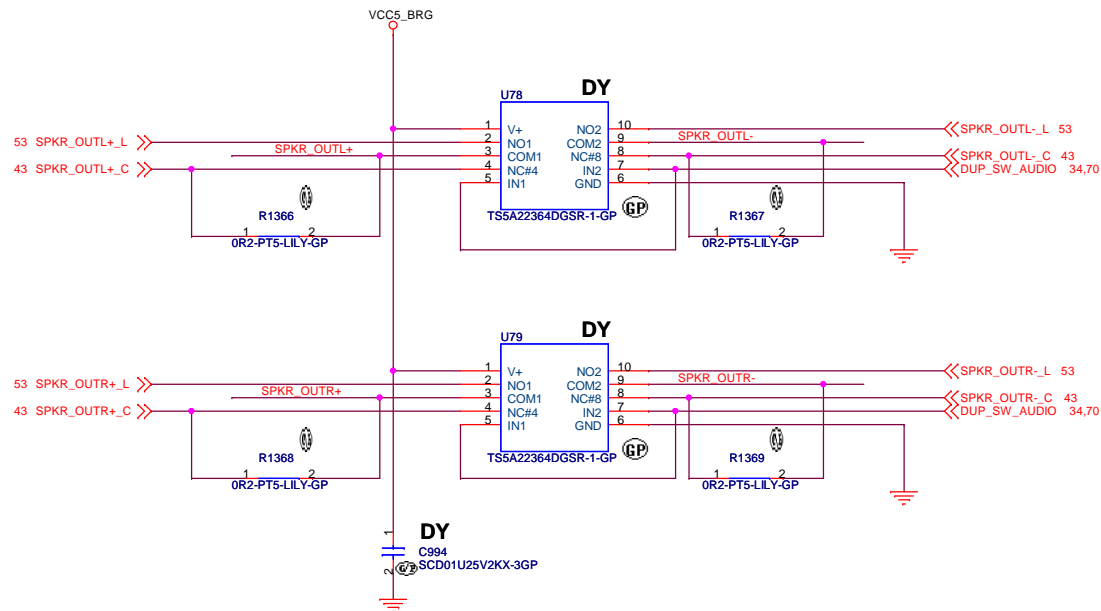 VCC5_BRG
DY
U78
1 V+ NO2 10
53 SPKR_OUTL+_L 2 NO1 COM2 9 SPKR_OUTL-_L 53
SPKR_OUTL+ 3 COM1 NC#8 8 SPKR_OUTL-
43 SPKR_OUTL+_C 4 NC#4 IN2 7 SPKR_OUTL-_C 43
5 IN1 GND 6 DUP_SW_AUDIO 34,70
GP
TS5A22364DGSR-1-GP
R1366
1 2
0R2-PT5-LILY-GP
R1367
1 2
0R2-PT5-LILY-GP
DY
U79
1 V+ NO2 10
53 SPKR_OUTR+_L 2 NO1 COM2 9 SPKR_OUTR-_L 53
SPKR_OUTR+ 3 COM1 NC#8 8 SPKR_OUTR-
43 SPKR_OUTR+_C 4 NC#4 IN2 7 SPKR_OUTR-_C 43
5 IN1 GND 6 DUP_SW_AUDIO 34,70
GP
TS5A22364DGSR-1-GP
R1368
1 2
0R2-PT5-LILY-GP
R1369
1 2
0R2-PT5-LILY-GP
DY
1
C994
SCD01U25V2KX-3GP
2